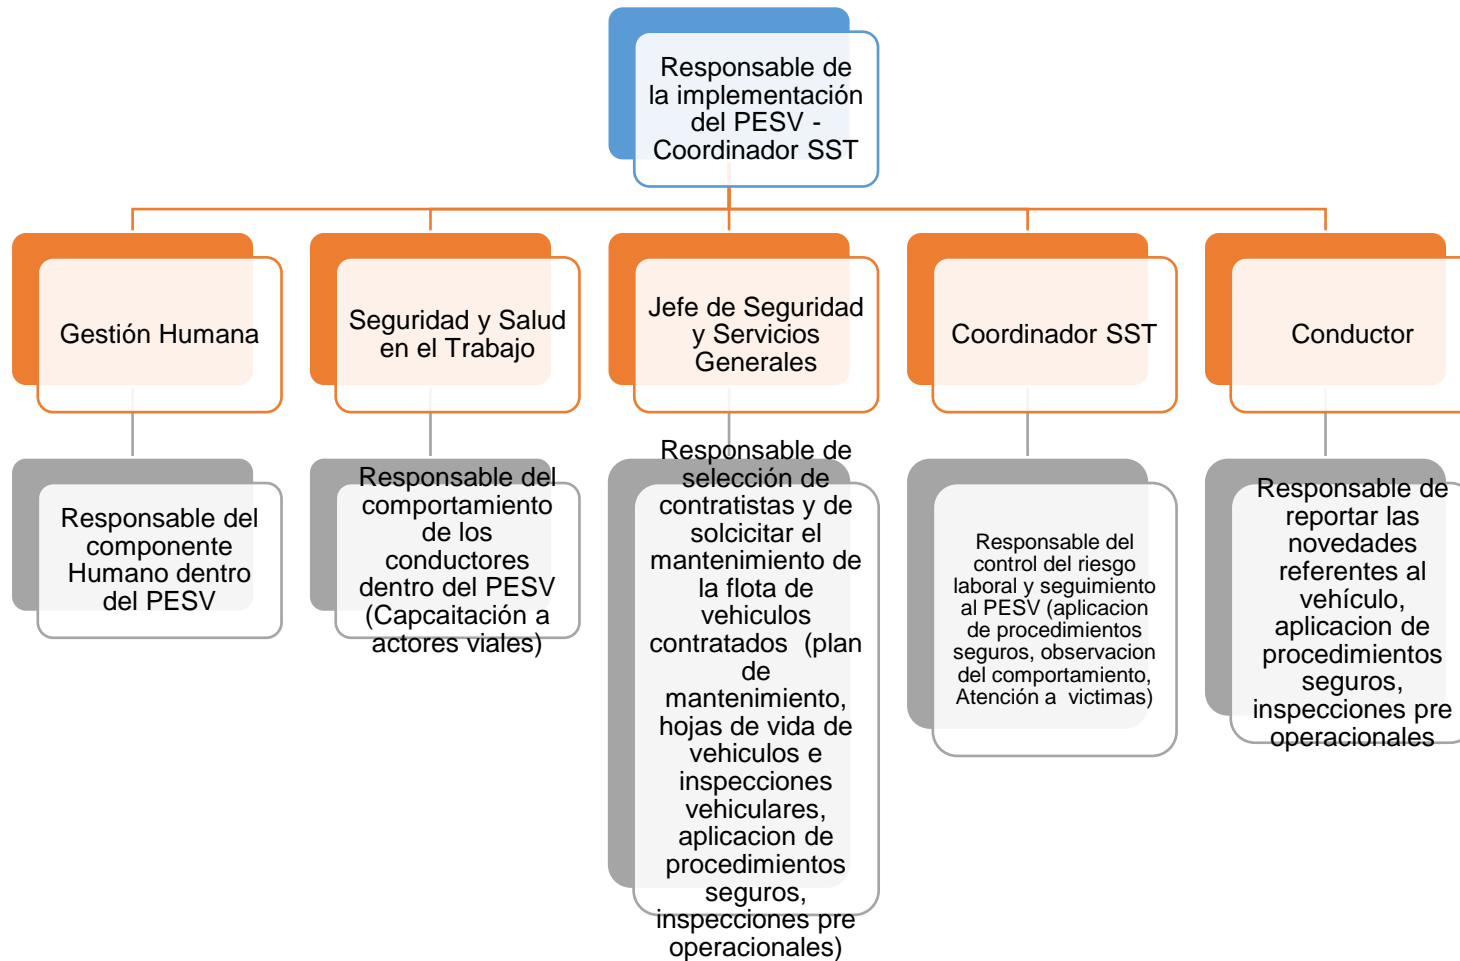 Responsable de
la implementación
del PESV -
Coordinador SST
Gestión Humana
Seguridad y Salud
en el Trabajo
Jefe de Seguridad
y Servicios
Generales
Coordinador SST
Conductor
Responsable del
componente
Humano dentro
del PESV
Responsable del
comportamiento
de los
conductores
dentro del PESV
(Capcaitación a
actores viales)
Responsable de
selección de
contratistas y de
solcicitar el
mantenimiento de
la flota de
vehiculos
contratados (plan
de
mantenimiento,
hojas de vida de
vehiculos e
inspecciones
vehiculares,
aplicacion de
procedimientos
seguros,
inspecciones pre
operacionales)
Responsable del
control del riesgo
laboral y seguimiento
al PESV (aplicacion
de procedimientos
seguros, observacion
del comportamiento,
Atención a victimas)
Responsable de
reportar las
novedades
referentes al
vehículo,
aplicacion de
procedimientos
seguros,
inspecciones pre
operacionales